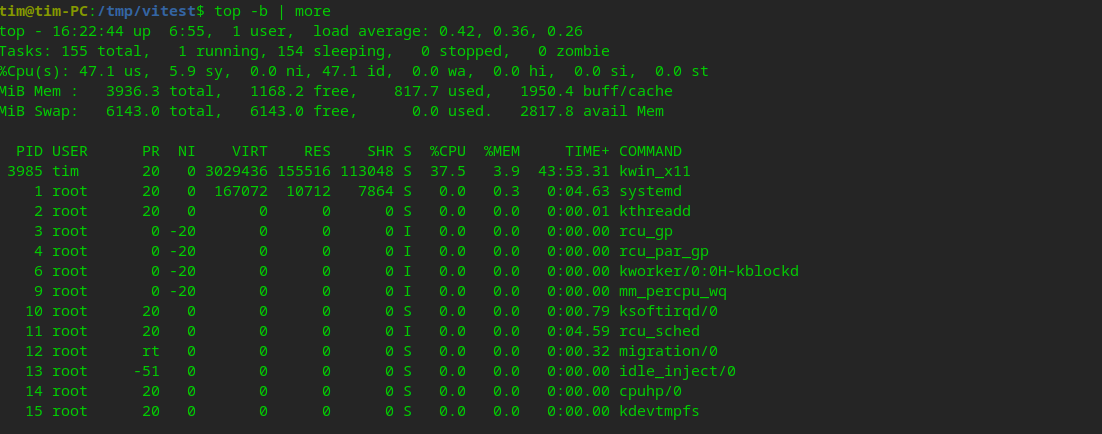 tim@tim-PC:/tmp/vitest$ top -b | more
top - 16:22:44 up  6:55,  1 user,  load average: 0.42, 0.36, 0.26
Tasks: 155 total,   1 running, 154 sleeping,   0 stopped,   0 zombie
%Cpu(s): 47.1 us,  5.9 sy,  0.0 ni, 47.1 id,  0.0 wa,  0.0 hi,  0.0 si,  0.0 st
MiB Mem :   3936.3 total,   1168.2 free,    817.7 used,   1950.4 buff/cache
MiB Swap:   6143.0 total,   6143.0 free,      0.0 used.   2817.8 avail Mem

  PID USER      PR  NI    VIRT    RES    SHR S  %CPU  %MEM     TIME+ COMMAND
 3985 tim       20   0 3029436 155516 113048 S  37.5   3.9  43:53.31 kwin_x11
    1 root      20   0  167072  10712   7864 S   0.0   0.3   0:04.63 systemd
    2 root      20   0       0      0      0 S   0.0   0.0   0:00.01 kthreadd
    3 root       0 -20       0      0      0 I   0.0   0.0   0:00.00 rcu_gp
    4 root       0 -20       0      0      0 I   0.0   0.0   0:00.00 rcu_par_gp
    6 root       0 -20       0      0      0 I   0.0   0.0   0:00.00 kworker/0:0H-kblockd
    9 root       0 -20       0      0      0 I   0.0   0.0   0:00.00 mm_percpu_wq
   10 root      20   0       0      0      0 S   0.0   0.0   0:00.79 ksoftirqd/0
   11 root      20   0       0      0      0 I   0.0   0.0   0:04.59 rcu_sched
   12 root      rt   0       0      0      0 S   0.0   0.0   0:00.32 migration/0
   13 root     -51   0       0      0      0 S   0.0   0.0   0:00.00 idle_inject/0
   14 root      20   0       0      0      0 S   0.0   0.0   0:00.00 cpuhp/0
   15 root      20   0       0      0      0 S   0.0   0.0   0:00.00 kdevtmpfs